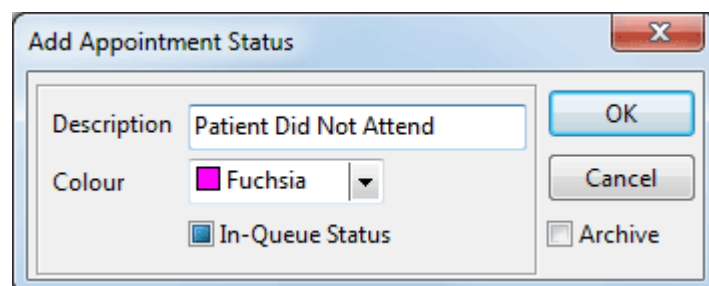 Add Appointment Status
Description Patient Did Not Attend
Colour Fuchsia
In-Queue Status
OK
Cancel
Archive